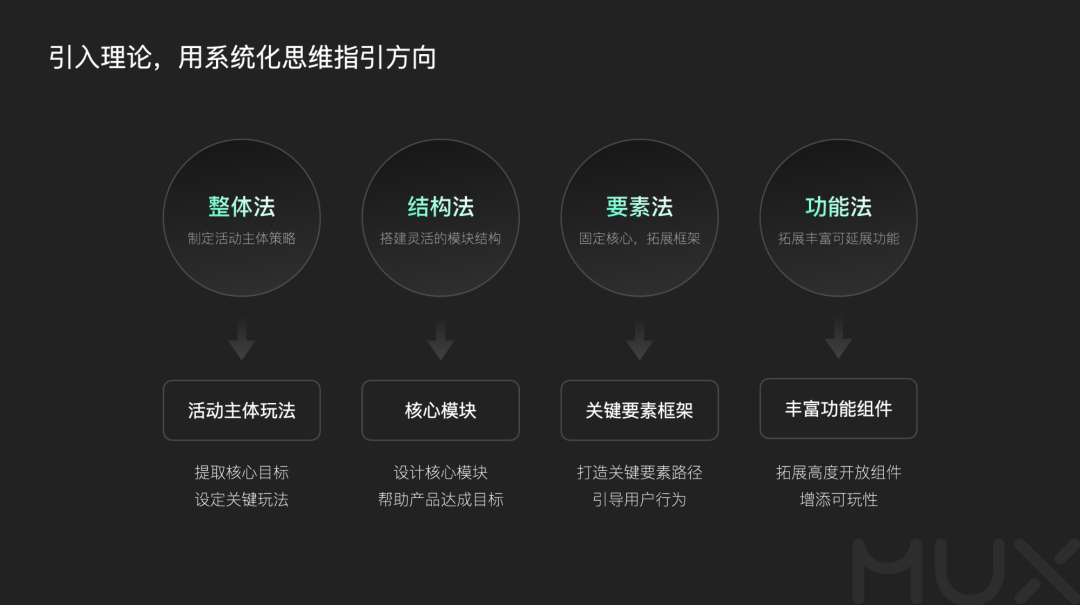 引入理论，用系统化思维指引方向
整体法
制定活动主体策略
结构法
搭建灵活的模块结构
要素法
固定核心，拓展框架
功能法
拓展丰富可延展功能
活动主体玩法
核心模块
关键要素框架
丰富功能组件
提取核心目标
设定关键玩法
设计核心模块
帮助产品达成目标
打造关键要素路径
引导用户行为
拓展高度开放组件
增添可玩性
MUX